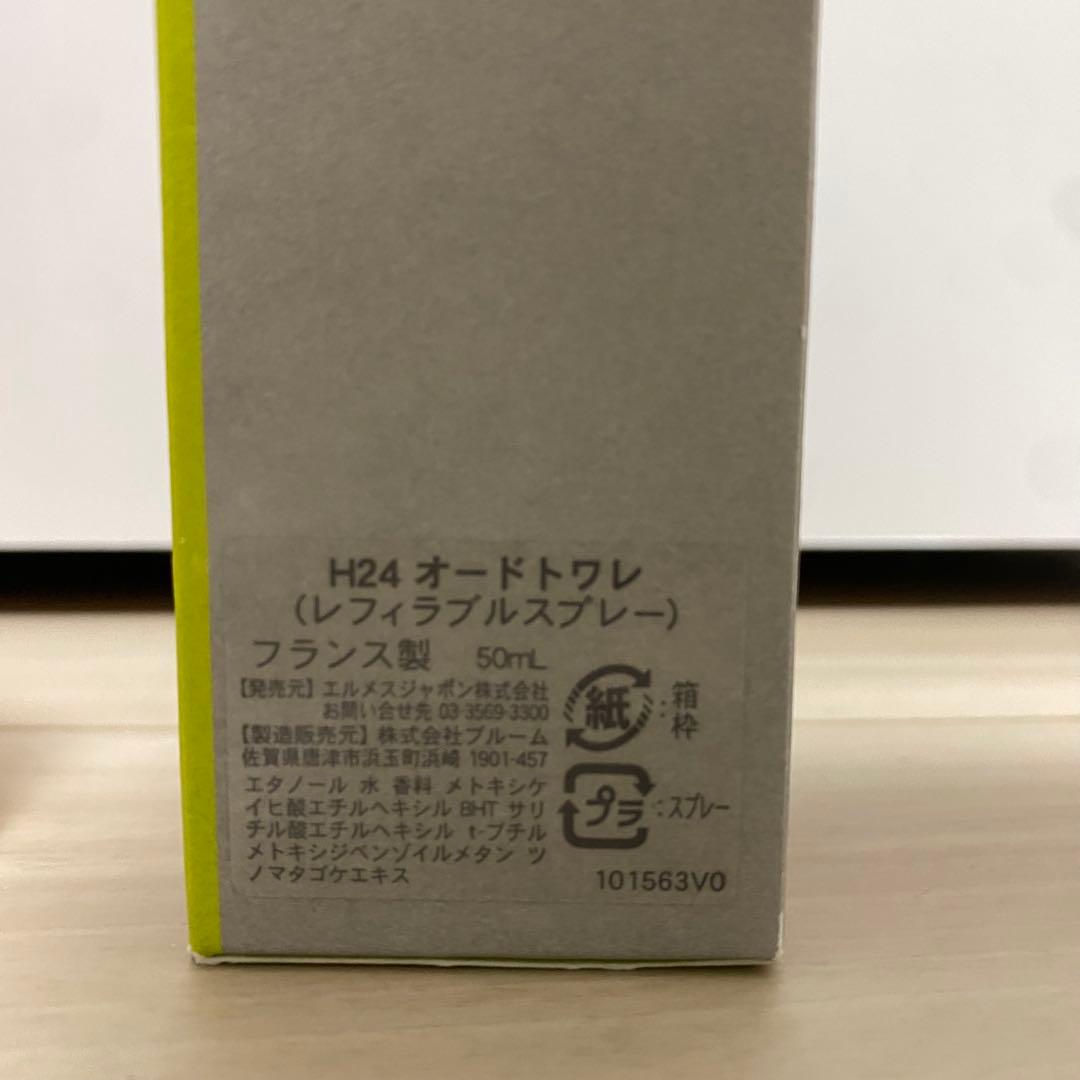 H24 オードトワレ
（レフィラブルスプレー）
フランス製 50mL
【発売元】エルメスジャポン株式会社
お問い合せ先 03-3569-3300
【製造販売元】株式会社ブルーム
佐賀県唐津市浜玉町浜崎 1901-457
エタノール 水 香料 メトキシケ
イヒ酸エチルヘキシル BHT サリ
チル酸エチルヘキシル t-ブチル
メトキシジベンゾイルメタン ツ
ノマタゴケエキス
紙：箱
枠
プラ：スプレー
101563V0